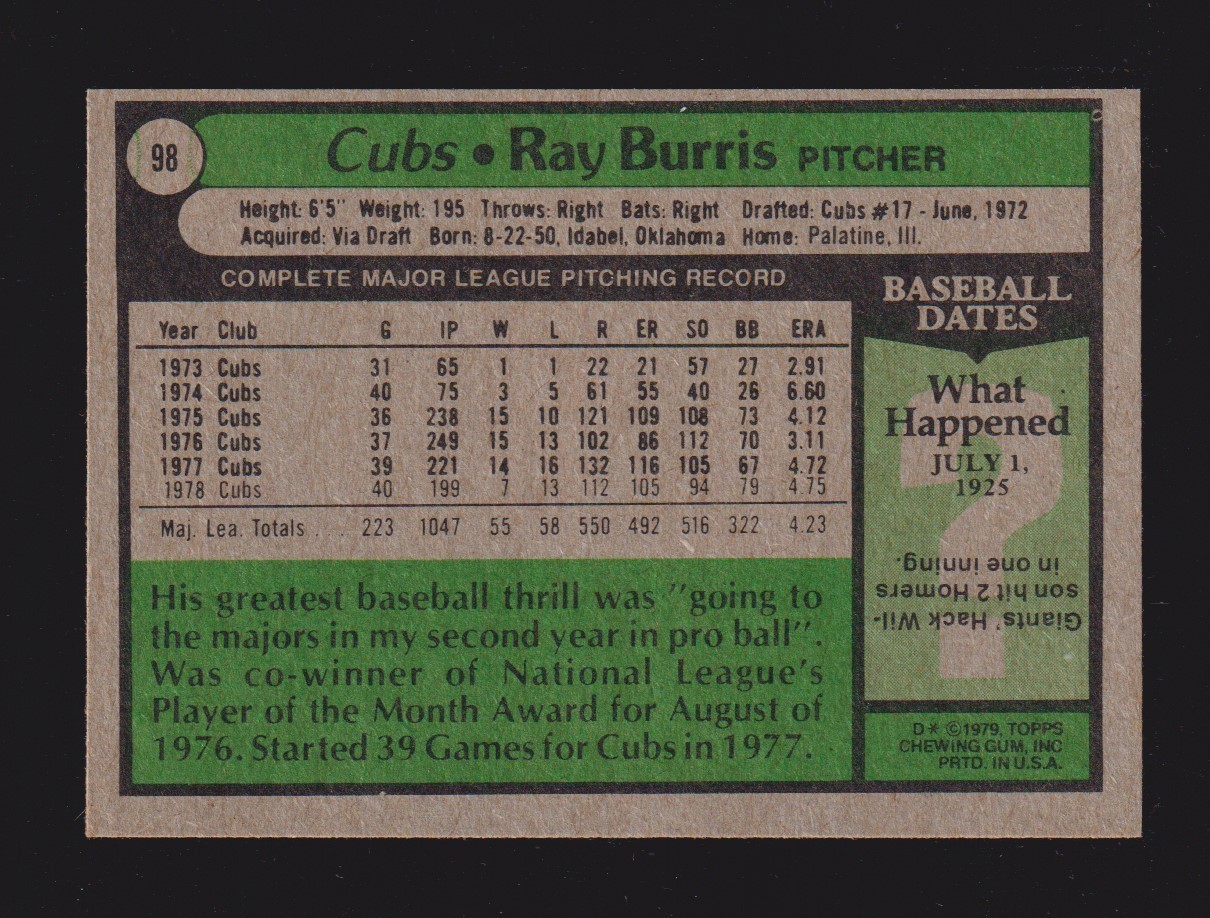 98
Cubs • Ray Burris PITCHER
Height: 6'5" Weight: 195 Throws: Right Bats: Right Drafted: Cubs #17 - June, 1972
Acquired: Via Draft Born: 8-22-50, Idabel, Oklahoma Home: Palatine, Ill.
COMPLETE MAJOR LEAGUE PITCHING RECORD
Year Club G IP W L R ER SO BB ERA
1973 Cubs 31 65 1 1 22 21 57 27 2.91
1974 Cubs 40 75 3 5 61 55 40 26 6.60
1975 Cubs 36 238 15 10 121 109 108 73 4.12
1976 Cubs 37 249 15 13 102 86 112 70 3.11
1977 Cubs 39 221 14 16 132 116 105 67 4.72
1978 Cubs 40 199 7 13 112 105 94 79 4.75
Maj. Lea. Totals . . . 223 1047 55 58 550 492 516 322 4.23
His greatest baseball thrill was "going to
the majors in my second year in pro ball".
Was co-winner of National League's
Player of the Month Award for August of
1976. Started 39 Games for Cubs in 1977.
BASEBALL
DATES
What
Happened
JULY 1,
1925
Giants' Hack Wil-
son hit 2 Homers
in one inning.
D* ©1979, TOPPS
CHEWING GUM, INC
PRTD. IN U.S.A.